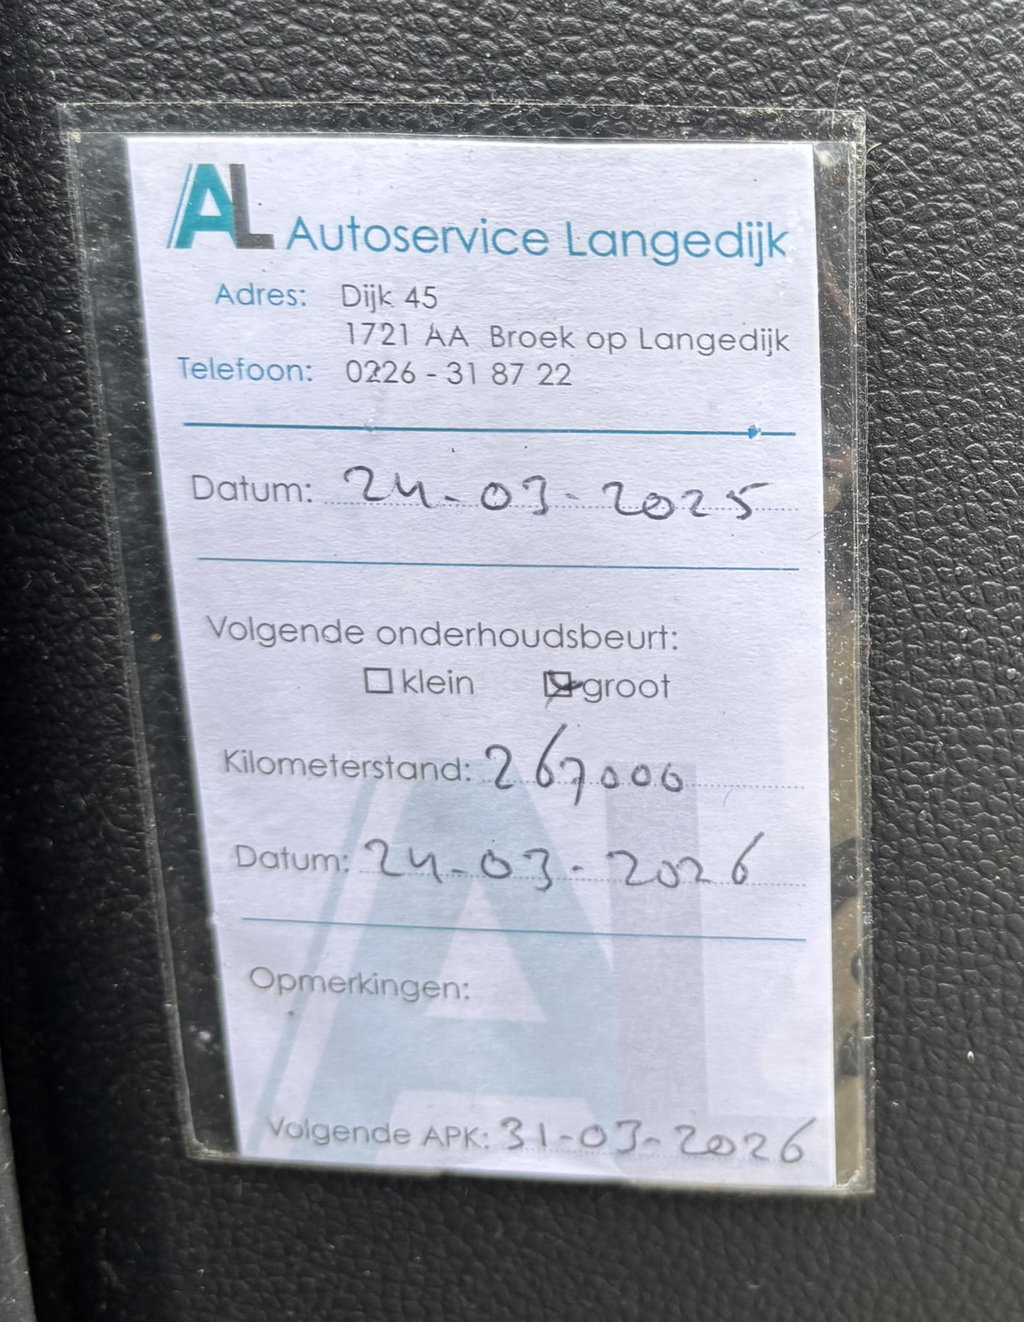 AL Autoservice Langedijk
Adres: Dijk 45
1721 AA Broek op Langedijk
Telefoon: 0226 - 31 87 22
Datum: 24-03-2025
Volgende onderhoudsbeurt:
klein groot
Kilometerstand: 267000
Datum: 24-03-2026
Opmerkingen:
Volgende APK: 31-03-2026